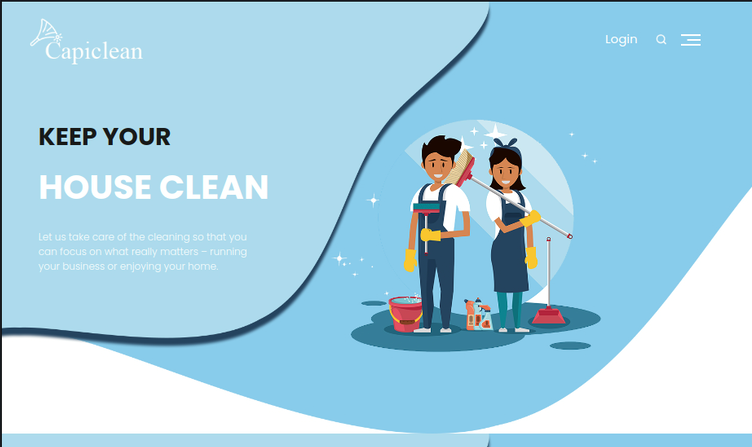 Capiclean
Login
KEEP YOUR
HOUSE CLEAN
Let us take care of the cleaning so that you
can focus on what really matters – running
your business or enjoying your home.